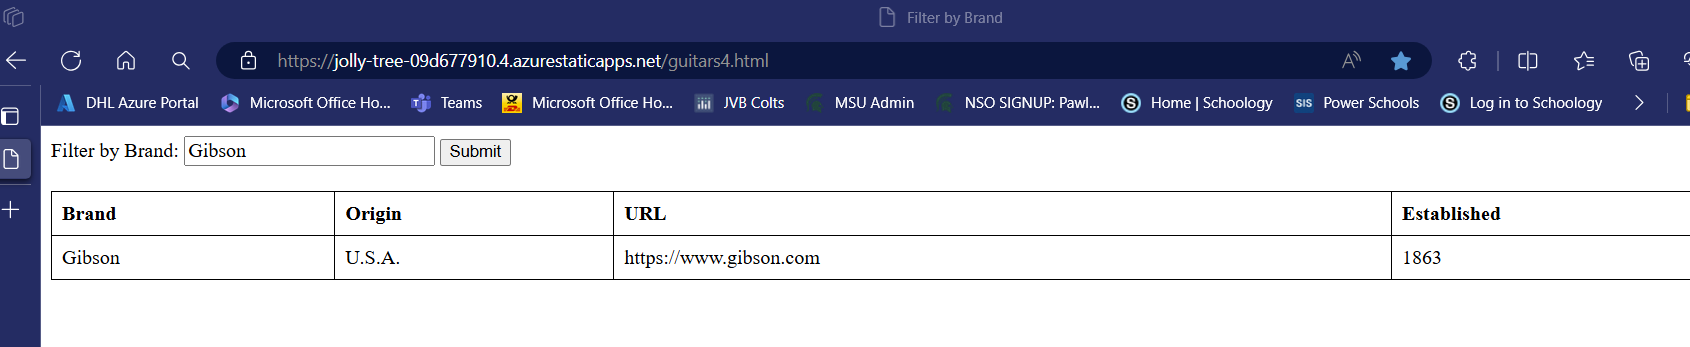 Filter by Brand
https://jolly-tree-09d677910.4.azurestaticapps.net/guitars4.html
DHL Azure Portal Microsoft Office Ho... Teams Microsoft Office Ho... JVB Colts MSU Admin NSO SIGNUP: Pawl... S Home | Schoology SIS Power Schools S Log in to Schoology
Filter by Brand: Gibson Submit
Brand Origin URL Established
Gibson U.S.A. https://www.gibson.com 1863